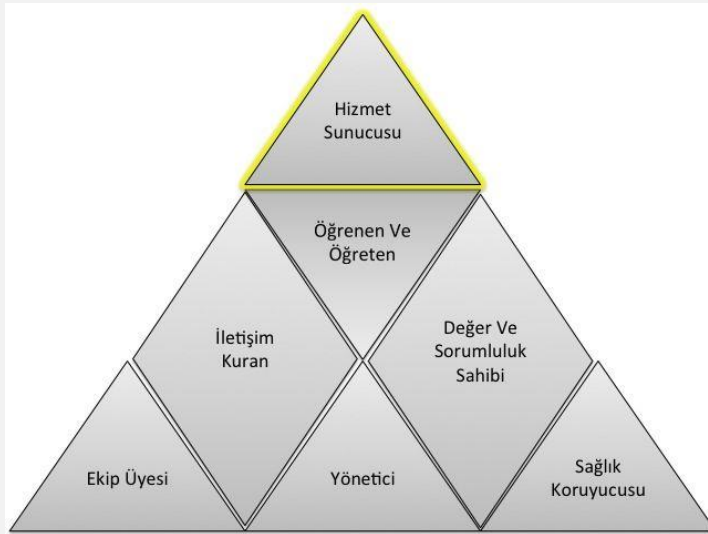 Hizmet
Sunucusu
Öğrenen Ve
Öğreten
İletişim
Kuran
Değer Ve
Sorumluluk
Sahibi
Ekip Üyesi
Yönetici
Sağlık
Koruyucusu